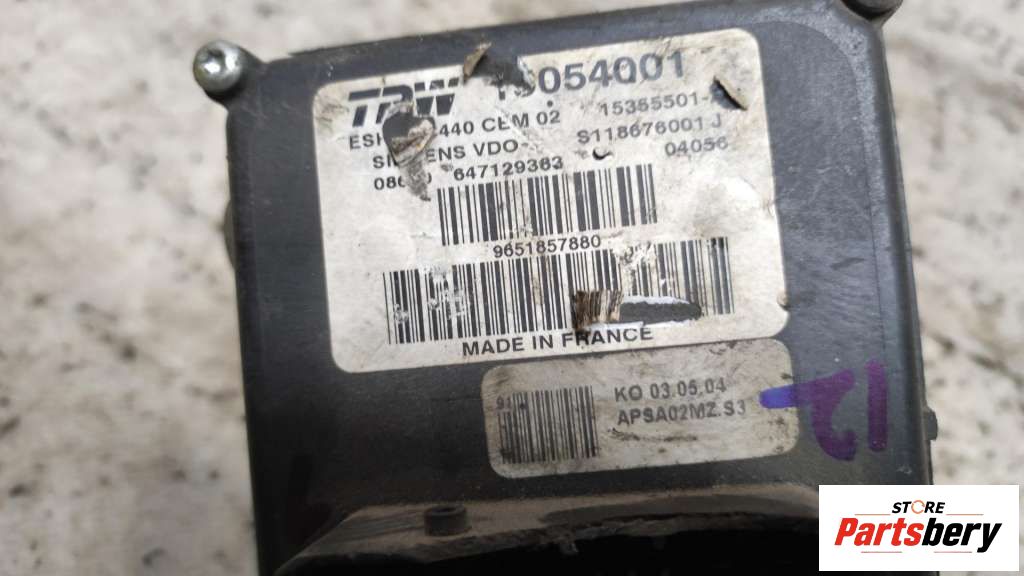 TRW 15054001
440 CEM 02 15385501-A
VDO S118676001 J
647129383 04056
9651857880
MADE IN FRANCE
KO 03.05.04
APSA02MZ S3
12
STORE
Partsbery